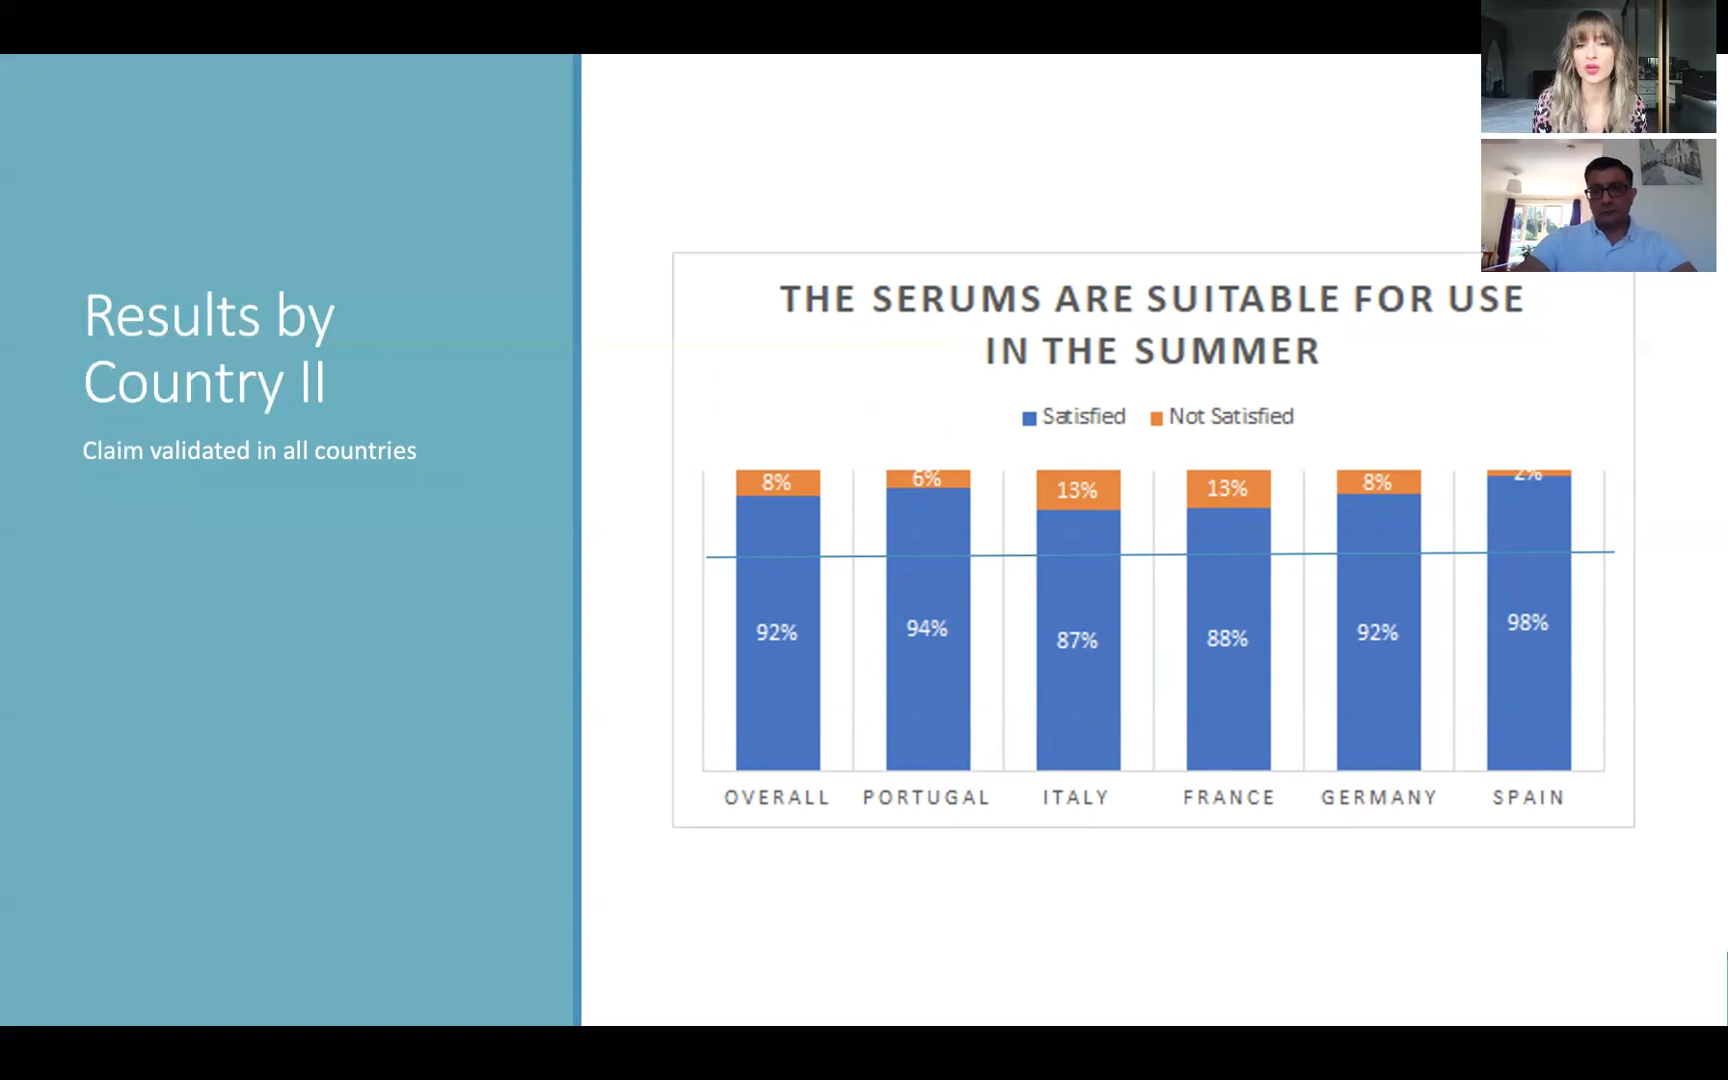 Results by
Country II
Claim validated in all countries
THE SERUMS ARE SUITABLE FOR USE
IN THE SUMMER
Satisfied Not Satisfied
8% 6% 13% 13% 8% 2%
92% 94% 87% 88% 92% 98%
OVERALL PORTUGAL ITALY FRANCE GERMANY SPAIN